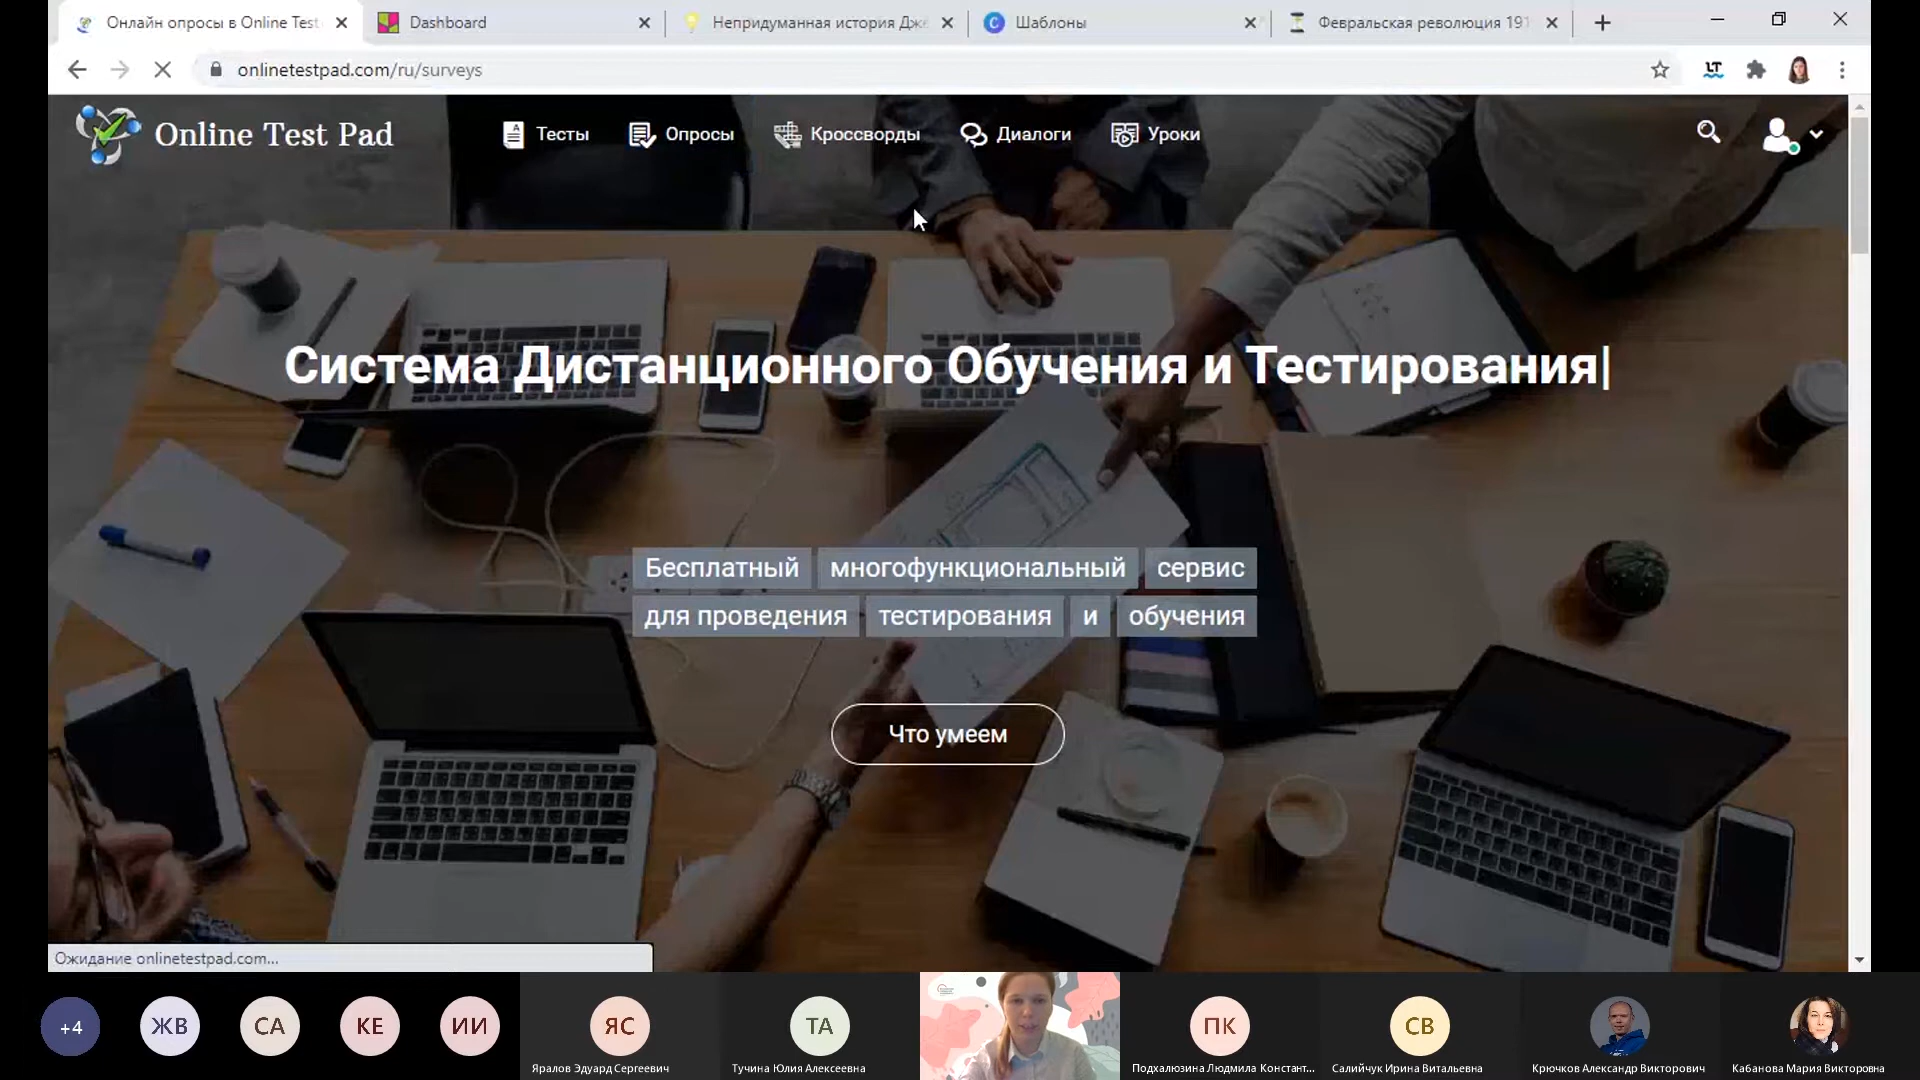 Онлайн опросы в Online Test
Dashboard
Непридуманная история Дж
Шаблоны
Февральская революция 191
onlinetestpad.com/ru/surveys
LT
Online Test Pad
Тесты
Опросы
Кроссворды
Диалоги
Уроки
Система Дистанционного Обучения и Тестирования|
Бесплатный многофункциональный сервис
для проведения тестирования и обучения
Что умеем
Ожидание onlinetestpad.com...
+4
ЖВ
СА
КЕ
ИИ
ЯС
ТА
ПК
СВ
Яралов Эдуард Сергеевич
Тучина Юлия Алексеевна
Подхалюзина Людмила Констант...
Салийчук Ирина Витальевна
Крючков Александр Викторович
Кабанова Мария Викторовна